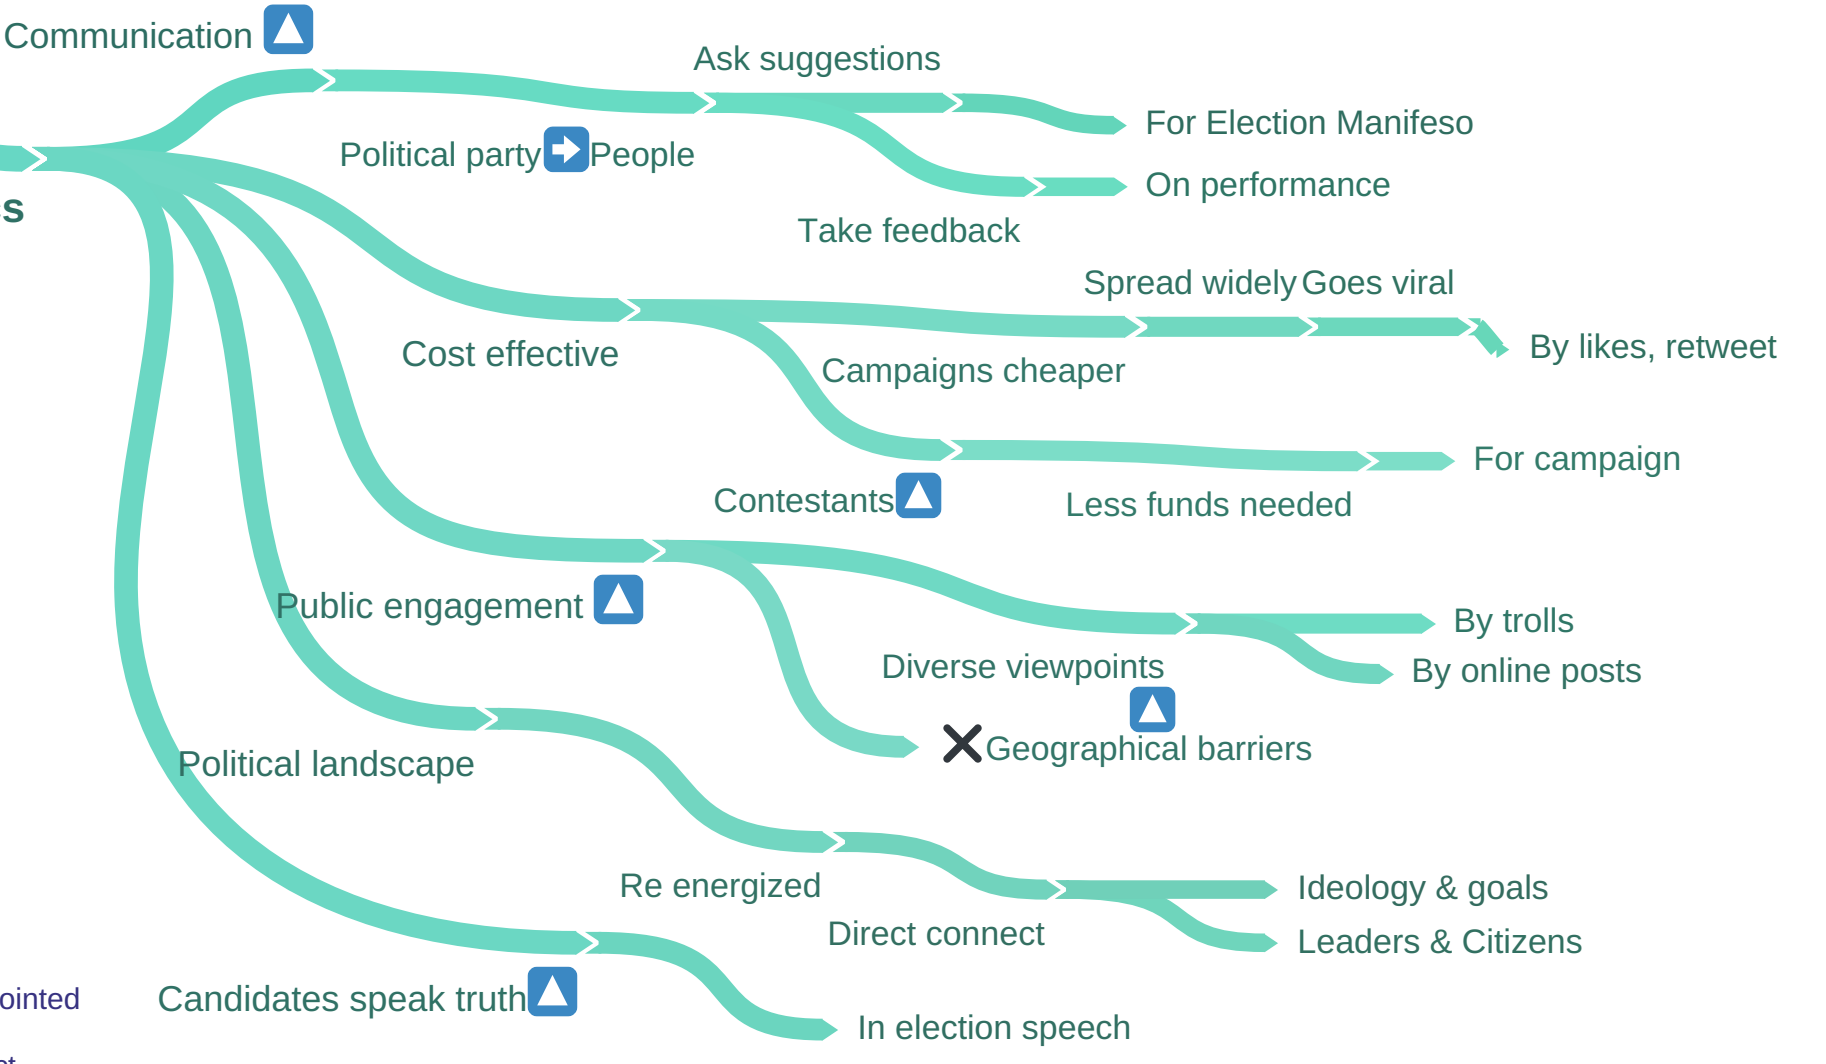 Communication 🔼
Ask suggestions
For Election Manifeso
Political party➡People
On performance
Take feedback
Spread widely
Goes viral
By likes, retweet
Cost effective
Campaigns cheaper
For campaign
Contestants🔼
Less funds needed
Public engagement 🔼
By trolls
Diverse viewpoints
🔼
By online posts
❌Geographical barriers
Political landscape
Re energized
Ideology & goals
Direct connect
Leaders & Citizens
Candidates speak truth🔼
In election speech